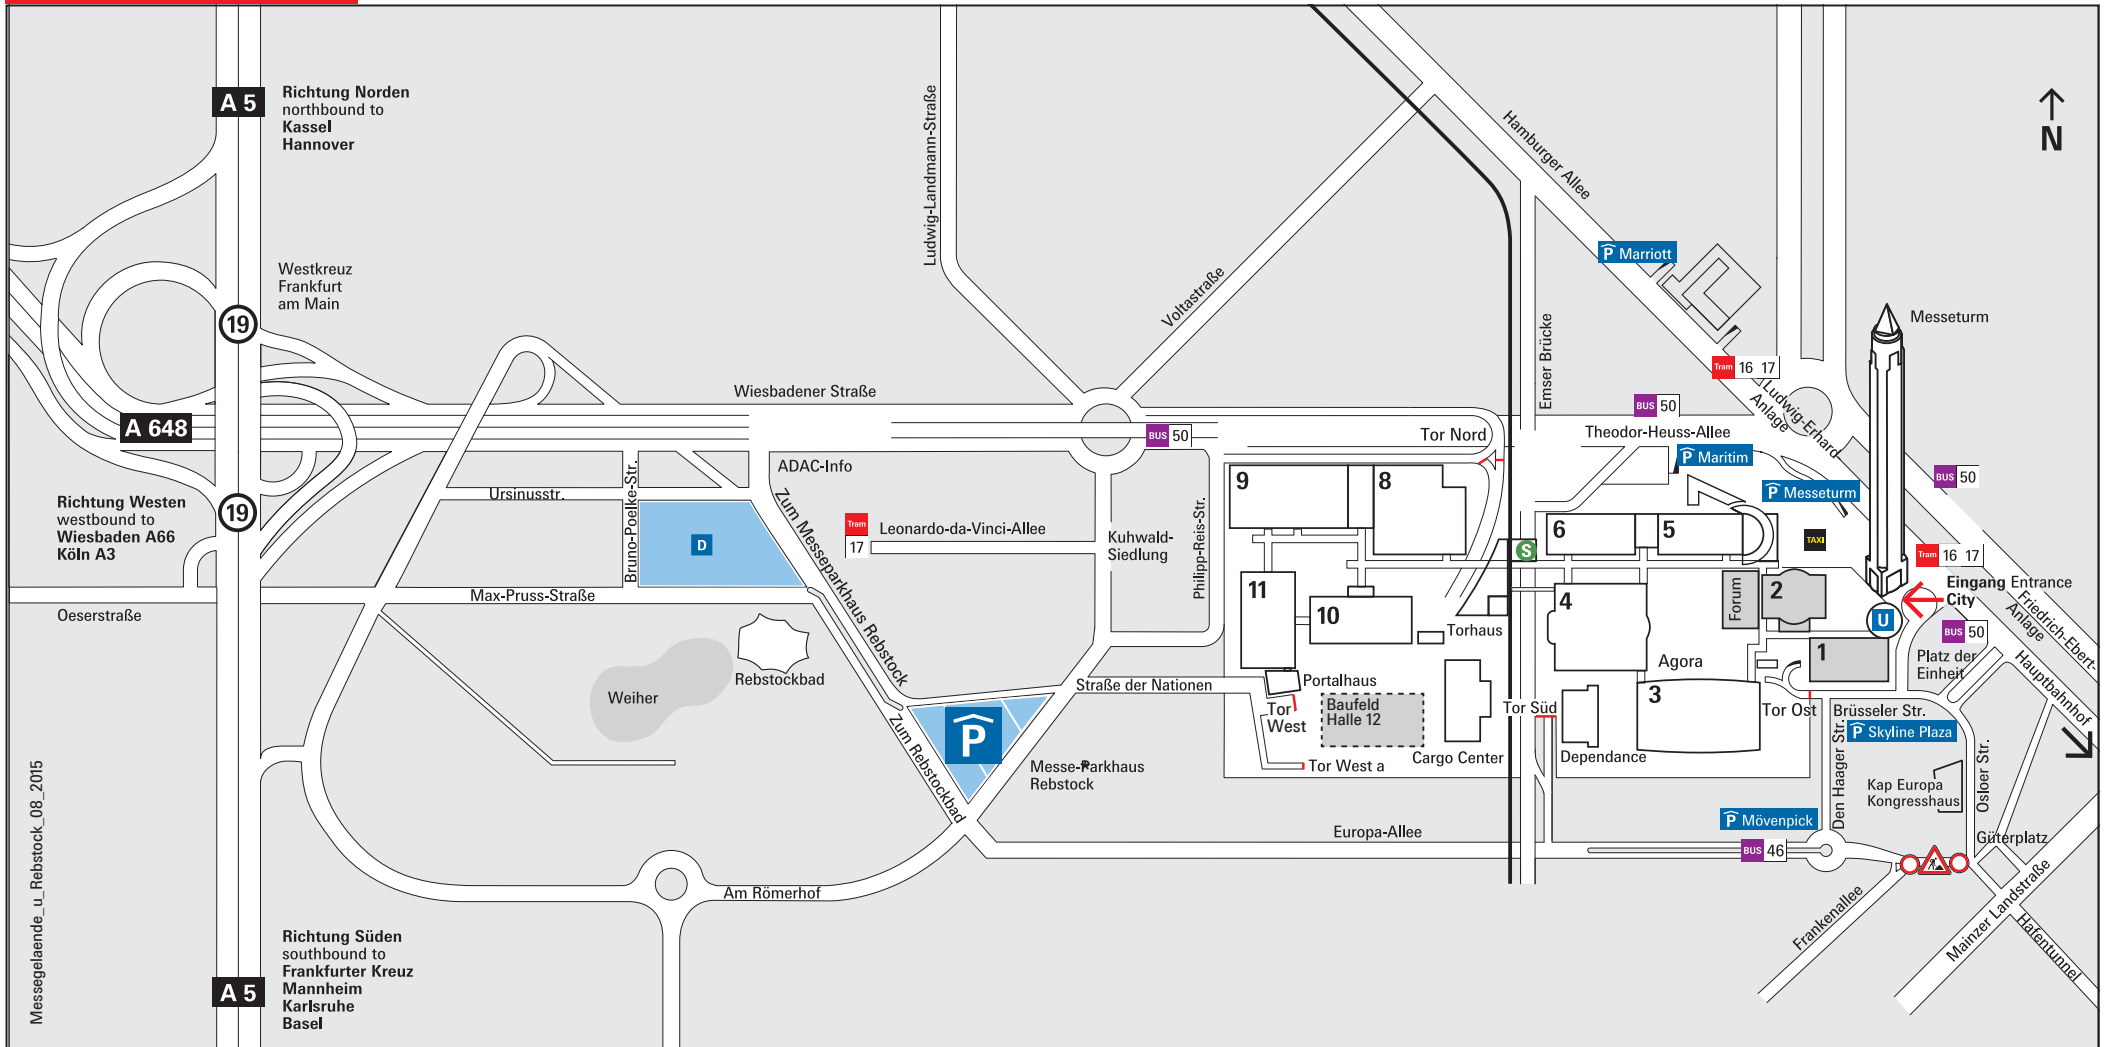 A 5
Richtung Norden
northbound to
Kassel
Hannover
N
Westkreuz
Frankfurt
am Main
19
A 648
19
Richtung Westen
westbound to
Wiesbaden A66
Köln A3
Oeserstraße
Messegelaende_u_Rebstock_08_2015
A 5
Richtung Süden
southbound to
Frankfurter Kreuz
Mannheim
Karlsruhe
Basel
Wiesbadener Straße
Ludwig-Landmann-Straße
Voltastraße
Ursinusstr.
Bruno-Poelke-Str.
D
ADAC-Info
Zum Messeparkhaus Rebstock
Max-Pruss-Straße
Tram
17
Leonardo-da-Vinci-Allee
Kuhwald-
Siedlung
Philipp-Reis-Str.
BUS 50
Weiher
Rebstockbad
Zum Rebstockbad
P
Straße der Nationen
Messe-Parkhaus
Rebstock
Am Römerhof
Europa-Allee
Hamburger Allee
Emser Brücke
P Marriott
Messeturm
Tram 16 17
Ludwig-Erhard
Anlage
BUS 50
Theodor-Heuss-Allee
P Maritim
P Messeturm
BUS 50
Tor Nord
9
8
6
5
S
TAXI
Tram 16 17
Eingang Entrance
City
Friedrich-Ebert-
Anlage
11
10
4
Forum
2
U
BUS 50
Torhaus
Agora
1
Platz der
Einheit
Hauptbahnhof
Portalhaus
Tor
West
Baufeld
Halle 12
Tor Süd
3
Tor Ost
Brüsseler Str.
P Skyline Plaza
Tor West a
Cargo Center
Dependance
Den Haager Str.
Kap Europa
Kongresshaus
Osloer Str.
P Mövenpick
BUS 46
Güterplatz
Frankenallee
Mainzer Landstraße
Hafentunnel